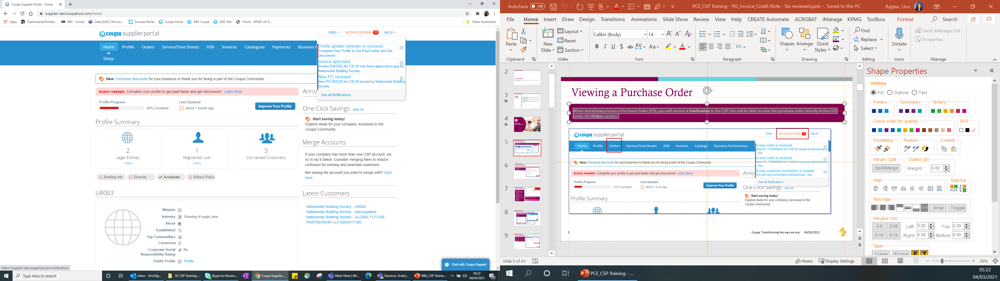 Coupa Supplier Portal - Home
supplier-test.coupahost.com/home
Apps
Dashboards/Portals...
BBC - Home
Data (S2E) | Micros...
Success Portal
Coupa Home
NBS Coupa
NBS Test
Home - KPMG UK P...
Other bookmarks
coupa supplier portal
URVI
NOTIFICATIONS 11
HELP
Home
Profile
Orders
Service/Time Sheets
ASN
Invoices
Catalogues
Payments
Business P
Setup
Profile update reminder is received
Complete Your Profile to Get Paid Faster and Get
Discovered
Invoice approved
Invoice 5362352 for £30.00 has been approved to pay by
Nationwide Building Society.
New PO received
New PO 000230 for £30.00 issued by Nationwide Building
Society.
See all Notifications
New: Exclusive discounts for your business to thank you for being a part of the Coupa Community.
Action needed: Complete your profile to get paid faster and get discovered Learn More
Profile Progress
44% Complete
Last Updated
about 1 month ago
Improve Your Profile
Profile Summary
2
Legal Entities
View
1
Registered User
View
3
Connected Customers
Banking Info
Diversity
Accelerate
Bribery Policy
UR003
Website
Industry Growing of sugar cane
About
Established
Top Commodities
Currencies
Corporate Social
Responsibility Rating No
Public Profile Profile
Anno
One-Click Savings View All
Start saving today!
Explore deals for your company, exclusive to the
Coupa Community.
Merge Accounts
If your company has more than one CSP account, we
try to list it below. Consider merging them to reduce
confusion for existing and potential customers.
Not seeing the account you want to merge with? Click
here.
Latest Customers
Nationwide Building Society - UR003
Nationwide Building Society - nbscoupatest
Nationwide Building Society - GLOBAL FUTURE
PARTNERSHIP LLP-0000017189
Chat with Coupa Support
https://supplier-test.coupahost.com/notifications
Type here to search
Inbox - Urvi.Raj...
10. CSP Training ...
Skype for Busine...
Coupa Supplier ...
Mark Olner | Mi...
Farrance, Scott |...
NBS_CSP Trainin...
05:22
04/03/2021
25
AutoSave Off
PCE_CSP Training - PO_Invoice_Credit Note - Tax reviewed.pptx - Saved to this PC
Rajdev, Urvi
File
Home
Insert
Draw
Design
Transitions
Animations
Slide Show
Review
View
Help
CREATE Automate
ACROBAT
iManage
KPMG
Toolbox
Format
Search
Paste
Clipboard
New
Slide
Layout
Reset
Section
Slides
Calibri (Body)
14
Font
Paragraph
Shapes
Arrange
Quick
Styles
Drawing
Find
Replace
Select
Editing
Dictate
Voice
Send iManage Link
Properties
iManage
2
3
4
5
6
7
8
9
Viewing a Purchase Order
When AstraZeneca issues a Purchase Order (PO), you will receive a Notification in the CSP. You will be able to view the purchase order directly in the CSP
under the Orders section.
coupa supplier portal
EVA
NOTIFICATIONS 3
HELP
Home
Profile
Orders
Service/Time Sheets
ASN
Invoices
Catalogs
Business Performance
A new order is received
New PO 7100000938 for £100.00 issued by AstraZeneca
- Dev.
A new order is received
New PO 7100000936 for £100.00 issued by AstraZeneca
- Dev.
A new customer connection is created
You are now connected to AstraZeneca - Dev
See All Notifications
New: Exclusive discounts for your business to thank you for being a part of the Coupa Community
Action needed: Complete your profile to get paid faster and get discovered Learn More
Profile Progress
21% Complete
Last Updated
about 1 hour ago
Improve Your Profile
Profile Summary
Anno
One-Click Savings View All
Start saving today!
Explore deals for your company, exclusive to the
Coupa Community.
5
Coupa: Transforming the way we buy 04/03/2021
Shape Properties
Utilities
Fill
Outline
Text
Primary
Secondary
Tertiary
Colour order for graphs
B/W
Formatting
Position
Content
Merge / Split
Outline (pt)
Split/Merge
Weight: 0.00
Align
Spacing
Text Align
Wrap
Toggle
Margins (cm)
0.0 0.05 Left: 0.00 Top: 0.00
0.10 0.15 Right: 0.00 Bottom: 0.00
Table
Create Format F T
Slide 5 of 43
Notes
Display Settings
59%
PCE_CSP Training - ...
05:22
04/03/2021